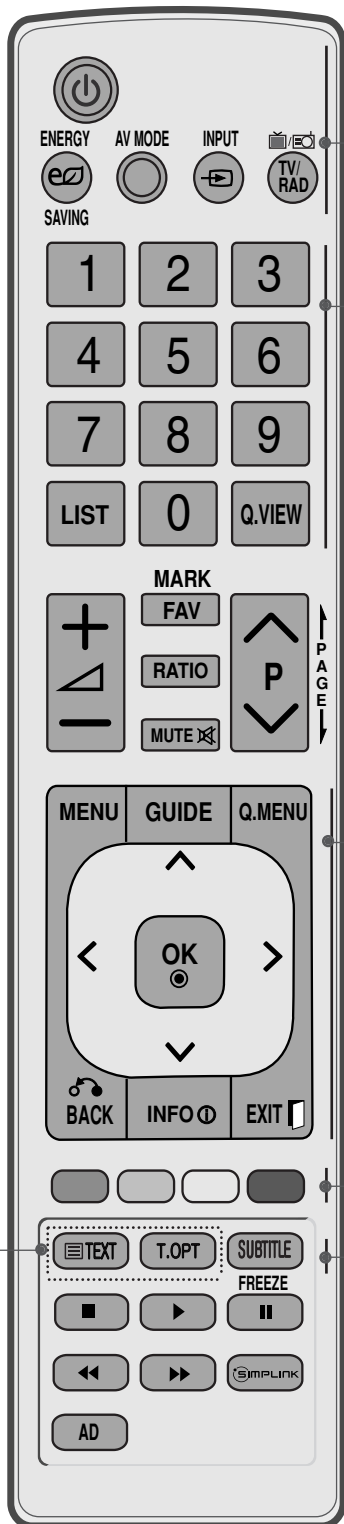 ENERGY AV MODE INPUT
TV/
RAD
SAVING
1 2 3
4 5 6
7 8 9
LIST 0 Q.VIEW
MARK
FAV
RATIO
P
PAGE
MUTE
MENU GUIDE Q.MENU
OK
BACK INFO EXIT
TEXT T.OPT SUBTITLE
FREEZE
SIMPLINK
AD